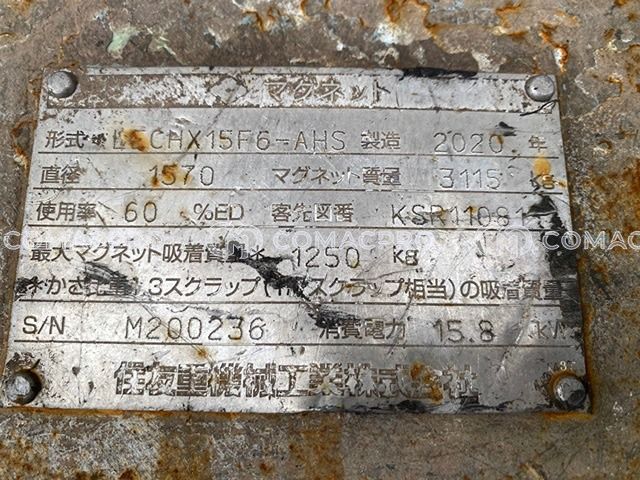 マグネット
形式 LECHX15F6-AHS 製造 2020 年
直径 1570 マグネット質量 3115 kg
使用率 60 %ED 客先図番 KSR11081
最大マグネット吸着質量* 1250 kg
*かさ比重 3スクラップ( スクラップ相当)の吸着質量
S/N M200236 消費電力 15.8 kW
住友重機械工業株式会社
COMACPRO